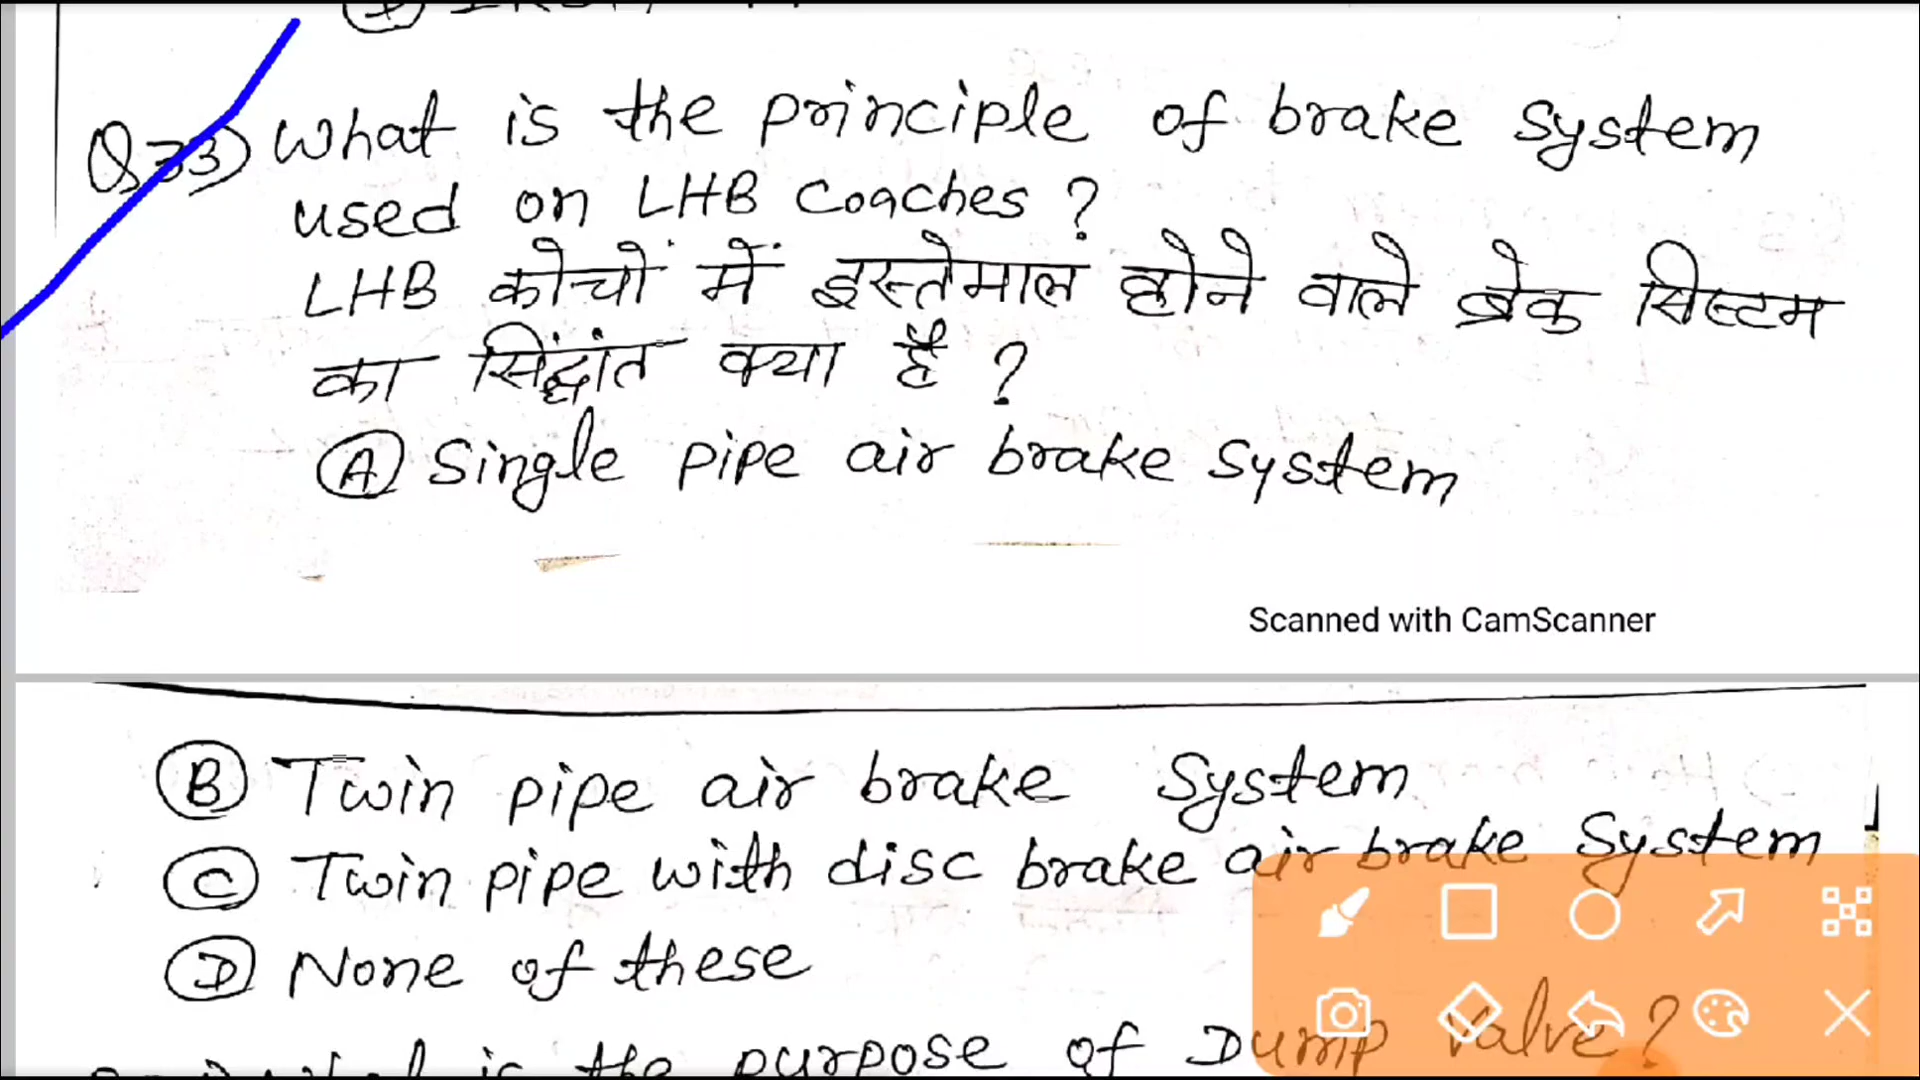 Q33) What is the principle of brake system
used on LHB Coaches ?
LHB कोचों में इस्तेमाल होने वाले ब्रेक सिस्टम
का सिंद्धांत क्या है ?
(A) Single pipe air brake System
Scanned with CamScanner
(B) Twin pipe air brake System
(C) Twin pipe with disc brake air brake System
(D) None of these
is the purpose of Dump Valve ?